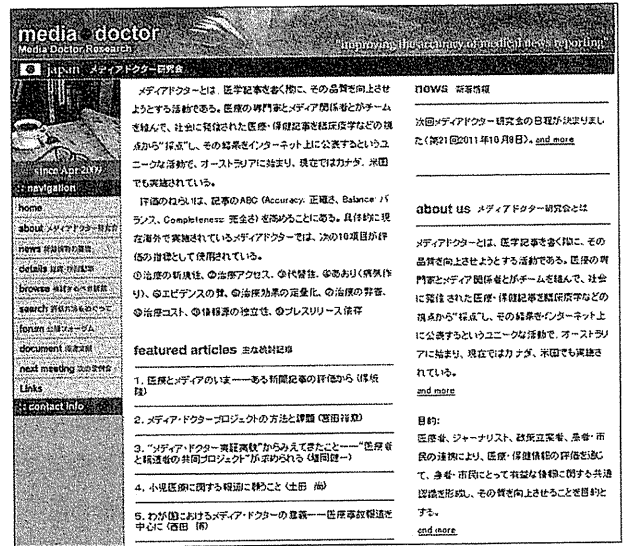 media doctor
Media Doctor Research
"improving the accuracy of medical news reporting"
japan メディアドクター研究会
since Apr 2007
:: navigation
home
about メディアドクター研究会
news
details
browse
search
forum 公開フォーラム
document
next meeting 次の定例会
Links
:: contact info
メディアドクターとは、医学記事を書く際に、その品質を向上させ
ようとする活動である。医療の専門家とメディア関係者とがチーム
を組んで、社会に発信された医療・保健記事を臨床疫学などの視
点から"採点"し、その結果をインターネット上に公表するというユ
ニークな活動で、オーストラリアに始まり、現在ではカナダ、米国
でも実施されている。
評価のねらいは、記事のABC (Accuracy: 正確さ、Balance: バ
ランス、Completeness: 完全さ)を高めることにある。具体的に現
在海外で実施されているメディアドクターでは、次の10項目が評
価の指標として使用されている。
①治療の新規性、②治療アクセス、③代替性、④あおり(病気作
り)、⑤エビデンスの質、⑥治療効果の定量化、⑦治療の弊害、
⑧治療コスト、⑨情報源の独立性、⑩プレスリリース依存
featured articles 主な検討記事
1. 医療とメディアのいま――ある新聞記事の評価から (保坂
隆)
2. メディア・ドクタープロジェクトの方法と課題 (宮田裕章)
3. "メディア・ドクター実証実験"からみえてきたこと――"医療者
と報道者の共同プロジェクト"が求められる (堀岡健一)
4. 小児医療に関する報道に願うこと (土田 尚)
5. わが国におけるメディア・ドクターの意義――医療事故報道を
中心に (西田 博)
news 新着情報
次回メディアドクター研究会の日程が決まりまし
た(第21回2011年10月8日)。and more
about us メディアドクター研究会とは
メディアドクターとは、医学記事を書く際に、その
品質を向上させようとする活動である。医療の専
門家とメディア関係者とがチームを組んで、社会
に発信された医療・保健記事を臨床疫学などの
視点から"採点"し、その結果をインターネット上
に公表するというユニークな活動で、オーストラリ
アに始まり、現在ではカナダ、米国でも実施さ
れている。
and more
目的:
医療者、ジャーナリスト、政策立案者、患者・市
民の連携により、医療・保健情報の評価を通じ
て、患者・市民にとって有益な情報に関する共通
認識を形成し、その質を向上させることを目的と
する。
and more